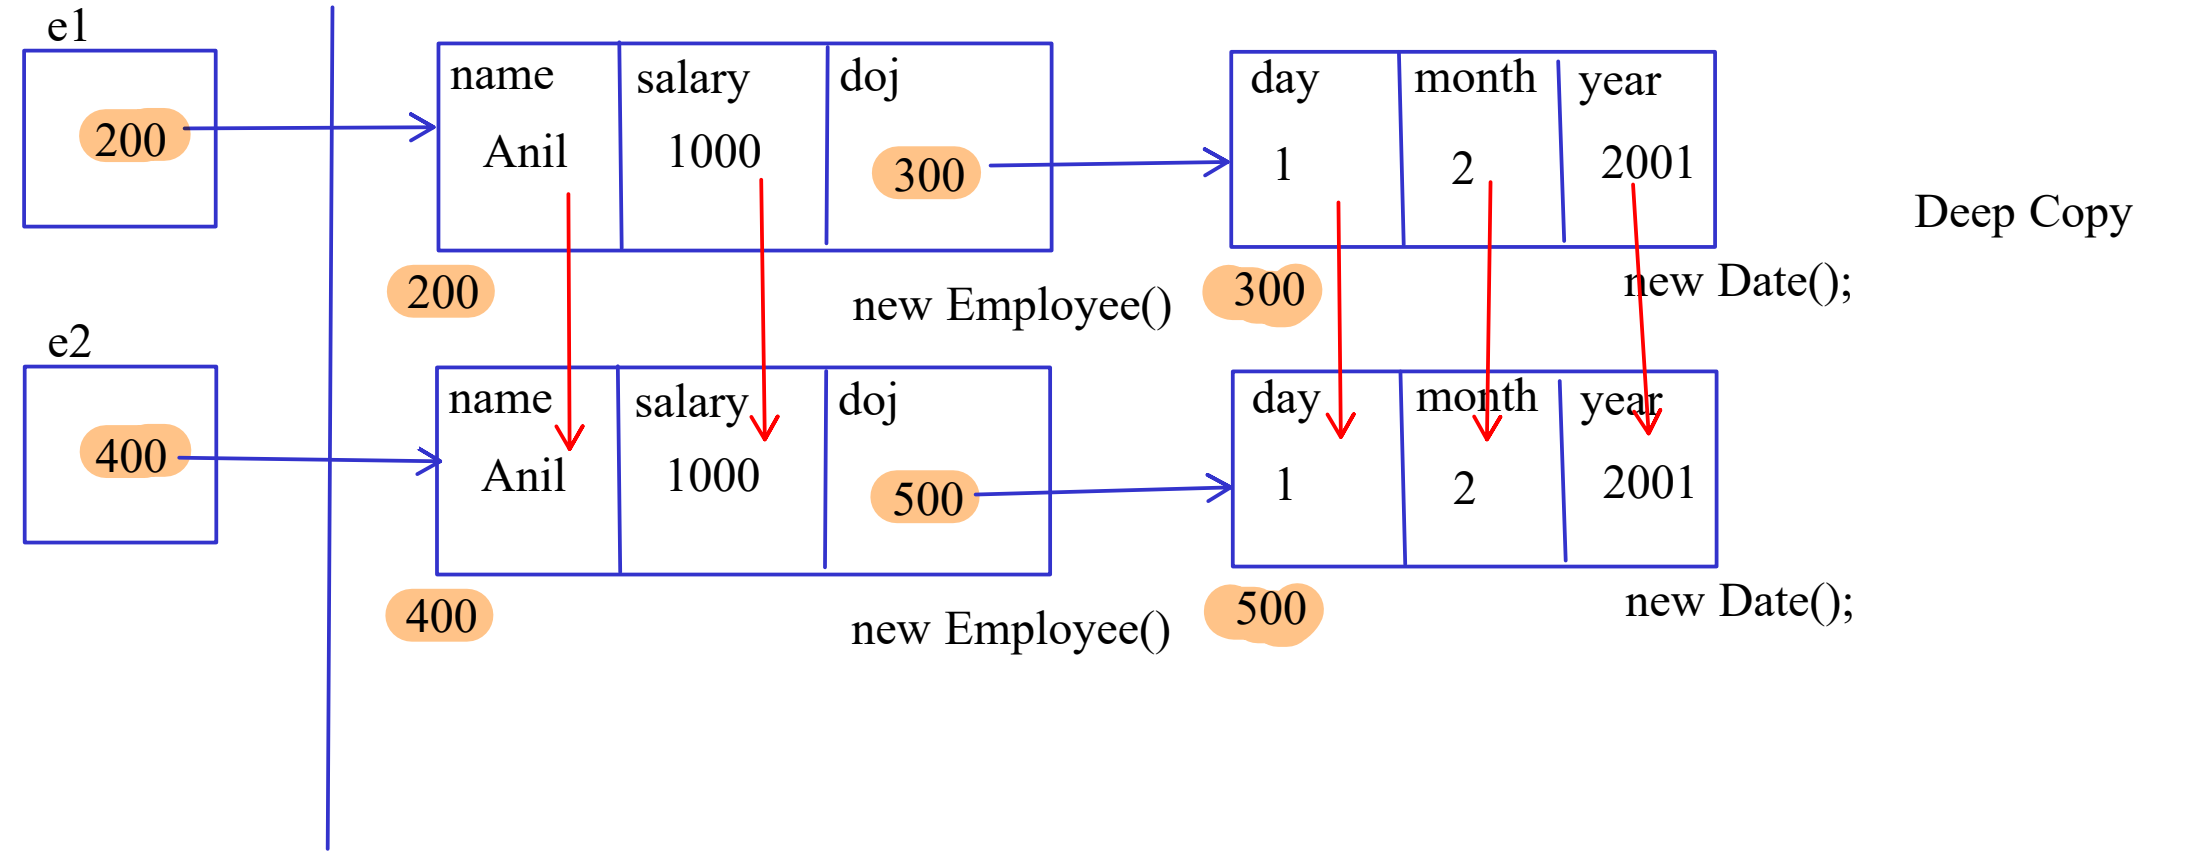 e1
200
name salary doj
Anil 1000 300
day month year
1 2 2001
Deep Copy
200
new Employee()
300
new Date();
e2
400
name salary doj
Anil 1000 500
day month year
1 2 2001
400
new Employee()
500
new Date();